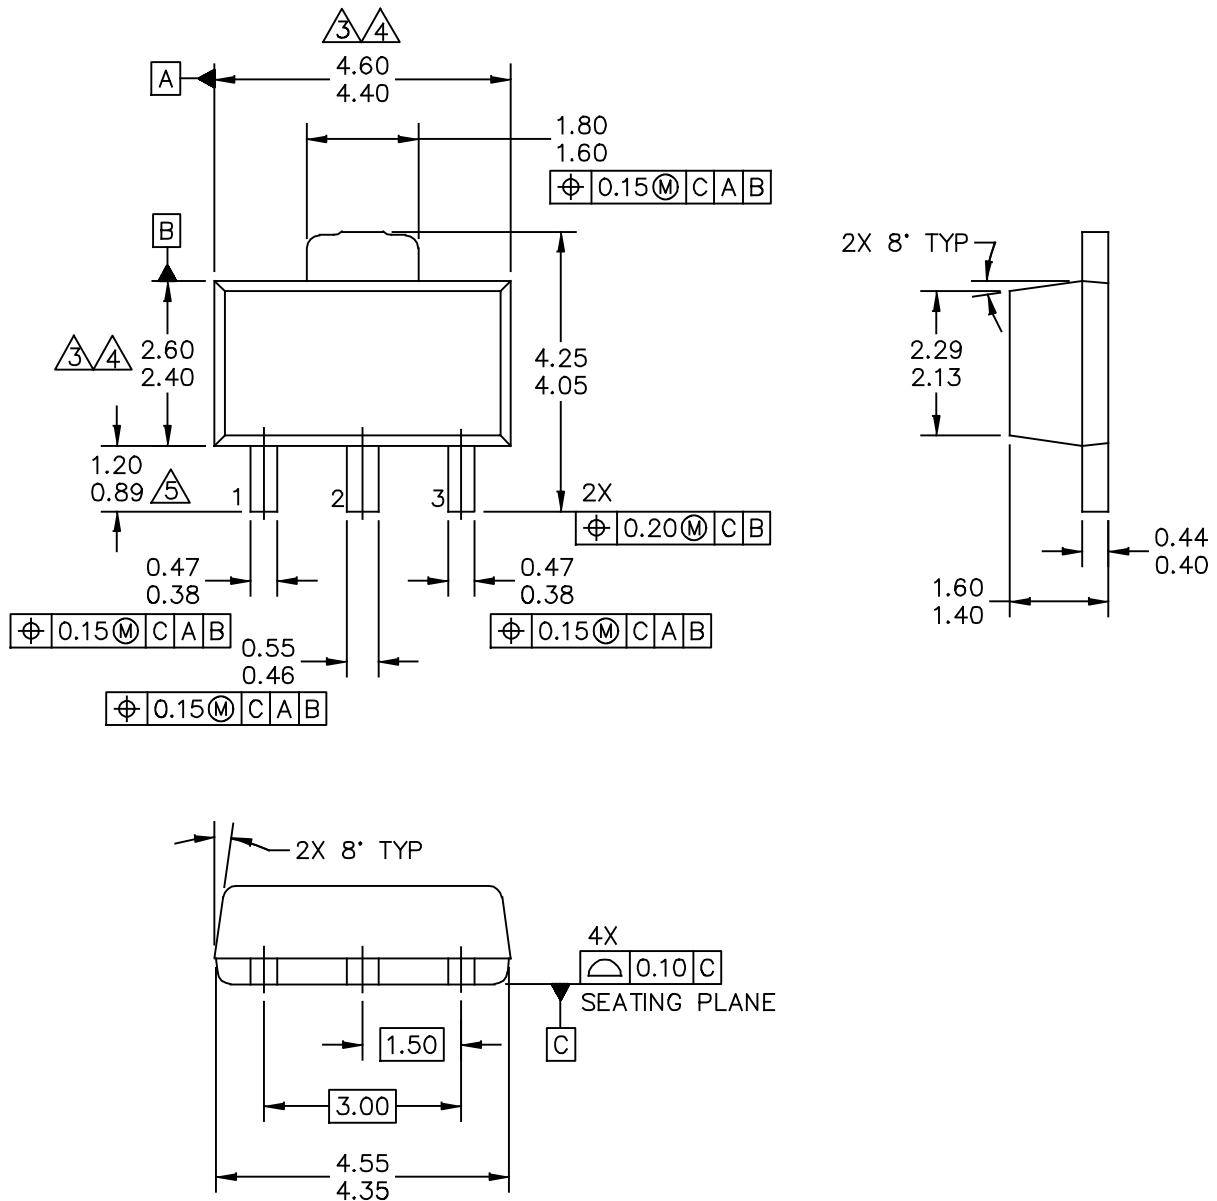 3 4
4.60
4.40
A
1.80
1.60
⌖ 0.15 Ⓜ C A B
B
2X 8° TYP
3 4
2.60
2.40
4.25
4.05
2.29
2.13
1.20
0.89 5
1 2 3
2X
⌖ 0.20 Ⓜ C B
0.47
0.38
⌖ 0.15 Ⓜ C A B
0.47
0.38
⌖ 0.15 Ⓜ C A B
0.55
0.46
⌖ 0.15 Ⓜ C A B
0.44
0.40
1.60
1.40
2X 8° TYP
4X
⌓ 0.10 C
SEATING PLANE
C
1.50
3.00
4.55
4.35